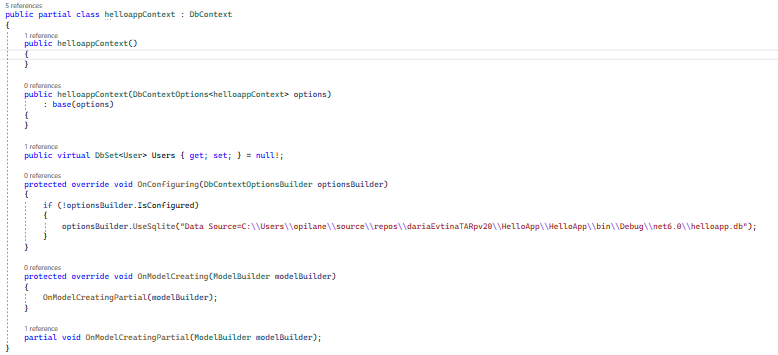 5 references
public partial class helloappContext : DbContext
{
1 reference
public helloappContext()
{
}
0 references
public helloappContext(DbContextOptions<helloappContext> options)
: base(options)
{
}
1 reference
public virtual DbSet<User> Users { get; set; } = null!;
0 references
protected override void OnConfiguring(DbContextOptionsBuilder optionsBuilder)
{
if (!optionsBuilder.IsConfigured)
{
optionsBuilder.UseSqlite("Data Source=C:\\Users\\opilane\\source\\repos\\dariaEvtinaTARpv20\\HelloApp\\HelloApp\\bin\\Debug\\net6.0\\helloapp.db");
}
}
0 references
protected override void OnModelCreating(ModelBuilder modelBuilder)
{
OnModelCreatingPartial(modelBuilder);
}
1 reference
partial void OnModelCreatingPartial(ModelBuilder modelBuilder);
}